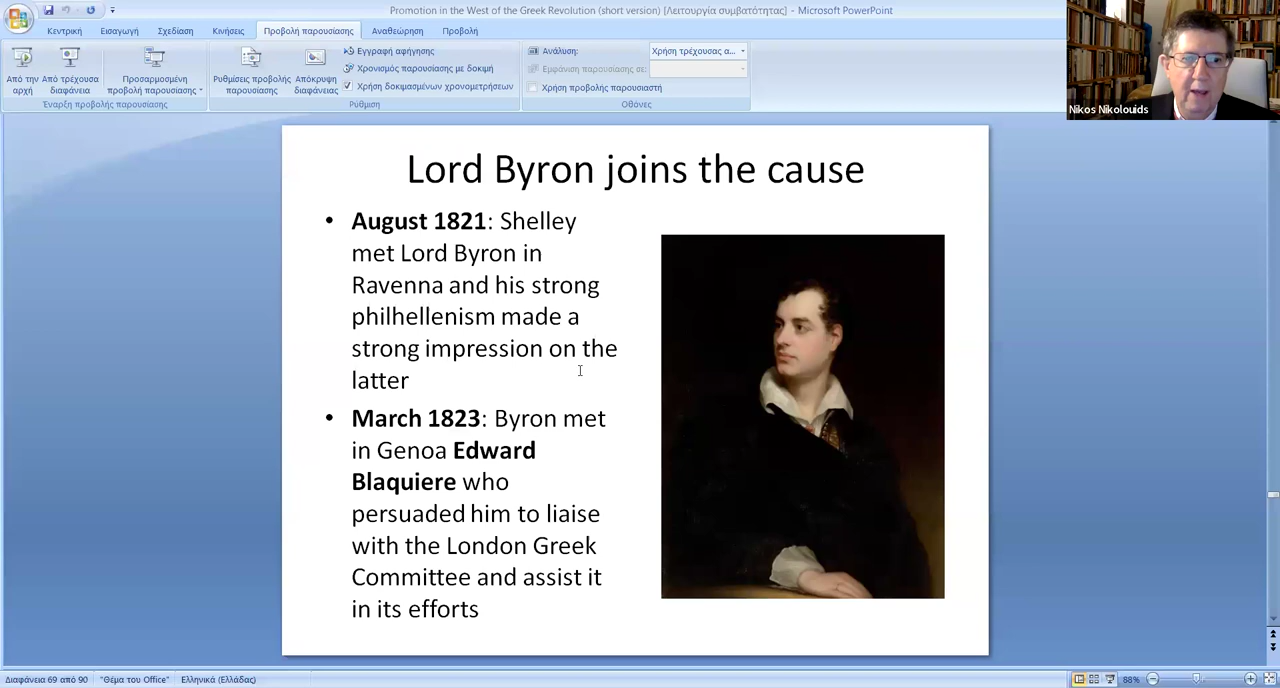 Promotion in the West of the Greek Revolution (short version) [Λειτουργία συμβατότητας] - Microsoft PowerPoint
Κεντρική Εισαγωγή Σχεδίαση Κινήσεις Προβολή παρουσίασης Αναθεώρηση Προβολή
Από την αρχή
Από τρέχουσα διαφάνεια
Προσαρμοσμένη προβολή παρουσίασης
Έναρξη προβολής παρουσίασης
Ρυθμίσεις προβολής παρουσίασης
Απόκρυψη διαφάνειας
Εγγραφή αφήγησης
Χρονισμός παρουσίασης με δοκιμή
Χρήση δοκιμασμένων χρονομετρήσεων
Ρύθμιση
Ανάλυση: Χρήση τρέχουσας α...
Εμφάνιση παρουσίασης σε:
Χρήση προβολής παρουσιαστή
Οθόνες
Nikos Nikolouids
Lord Byron joins the cause
• August 1821: Shelley
met Lord Byron in
Ravenna and his strong
philhellenism made a
strong impression on the
latter
• March 1823: Byron met
in Genoa Edward
Blaquiere who
persuaded him to liaise
with the London Greek
Committee and assist it
in its efforts
Διαφάνεια 69 από 90 "Θέμα του Office" Ελληνικά (Ελλάδας) 88%